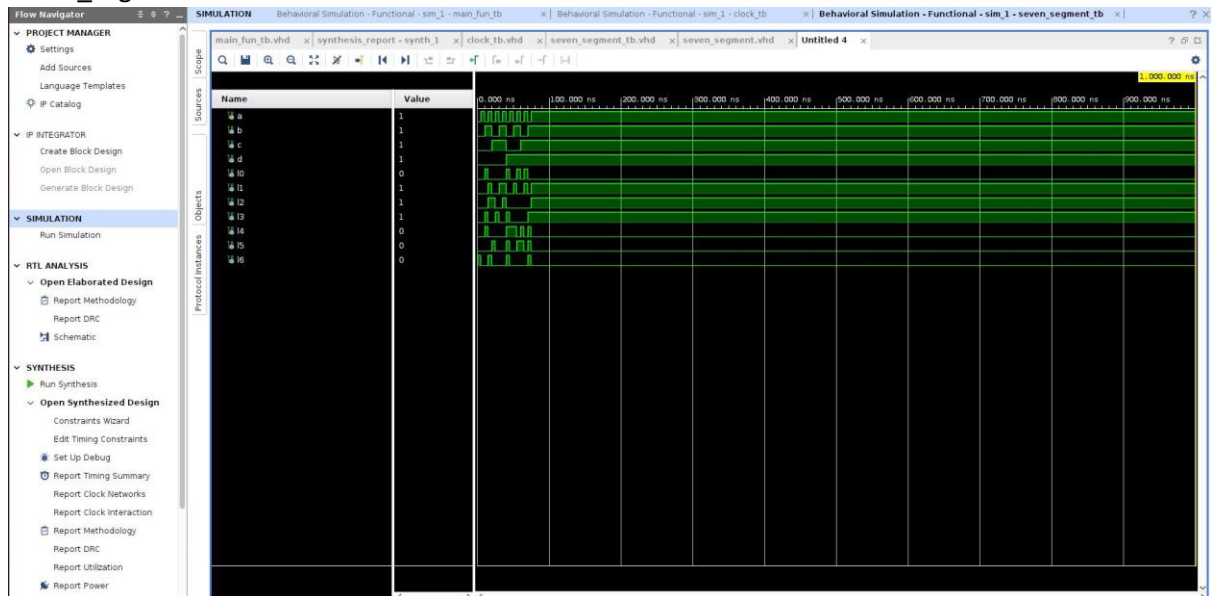 Flow Navigator
PROJECT MANAGER
Settings
Add Sources
Language Templates
IP Catalog
IP INTEGRATOR
Create Block Design
Open Block Design
Generate Block Design
SIMULATION
Run Simulation
RTL ANALYSIS
Open Elaborated Design
Report Methodology
Report DRC
Schematic
SYNTHESIS
Run Synthesis
Open Synthesized Design
Constraints Wizard
Edit Timing Constraints
Set Up Debug
Report Timing Summary
Report Clock Networks
Report Clock Interaction
Report Methodology
Report DRC
Report Utilization
Report Power
SIMULATION Behavioral Simulation - Functional - sim_1 - main_fun_tb Behavioral Simulation - Functional - sim_1 - clock_tb Behavioral Simulation - Functional - sim_1 - seven_segment_tb
main_fun_tb.vhd synthesis_report - synth_1 clock_tb.vhd seven_segment_tb.vhd seven_segment.vhd Untitled 4
Scope
Sources
Objects
Protocol Instances
1,000.000 ns
Name Value 0.000 ns 100.000 ns 200.000 ns 300.000 ns 400.000 ns 500.000 ns 600.000 ns 700.000 ns 800.000 ns 900.000 ns
a 1
b 1
c 1
d 1
l0 0
l1 1
l2 1
l3 1
l4 0
l5 0
l6 0